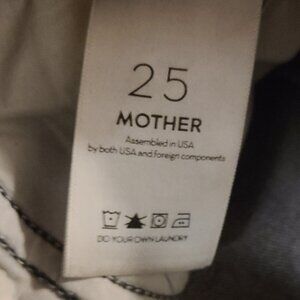 25
MOTHER
Assembled in USA
by both USA and foreign components
DO YOUR OWN LAUNDRY